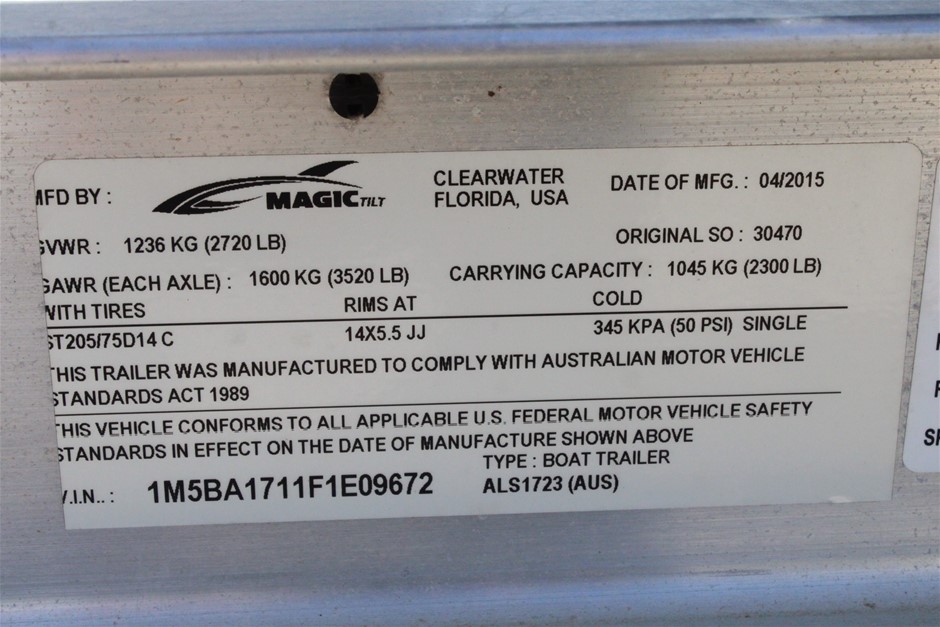 MFD BY : MAGIC TILT CLEARWATER FLORIDA, USA DATE OF MFG. : 04/2015
GVWR : 1236 KG (2720 LB) ORIGINAL SO : 30470
GAWR (EACH AXLE) : 1600 KG (3520 LB) CARRYING CAPACITY : 1045 KG (2300 LB)
WITH TIRES RIMS AT COLD
ST205/75D14 C 14X5.5 JJ 345 KPA (50 PSI) SINGLE
THIS TRAILER WAS MANUFACTURED TO COMPLY WITH AUSTRALIAN MOTOR VEHICLE
STANDARDS ACT 1989
THIS VEHICLE CONFORMS TO ALL APPLICABLE U.S. FEDERAL MOTOR VEHICLE SAFETY
STANDARDS IN EFFECT ON THE DATE OF MANUFACTURE SHOWN ABOVE
TYPE : BOAT TRAILER
V.I.N.. : 1M5BA1711F1E09672 ALS1723 (AUS)